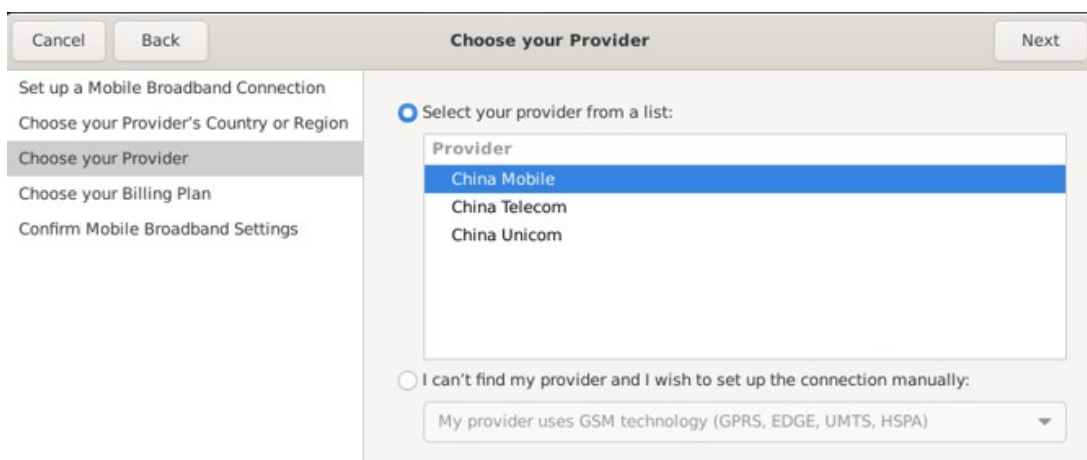 Cancel Back Choose your Provider Next
Set up a Mobile Broadband Connection
Choose your Provider's Country or Region
Choose your Provider
Choose your Billing Plan
Confirm Mobile Broadband Settings
Select your provider from a list:
Provider
China Mobile
China Telecom
China Unicom
I can't find my provider and I wish to set up the connection manually:
My provider uses GSM technology (GPRS, EDGE, UMTS, HSPA)